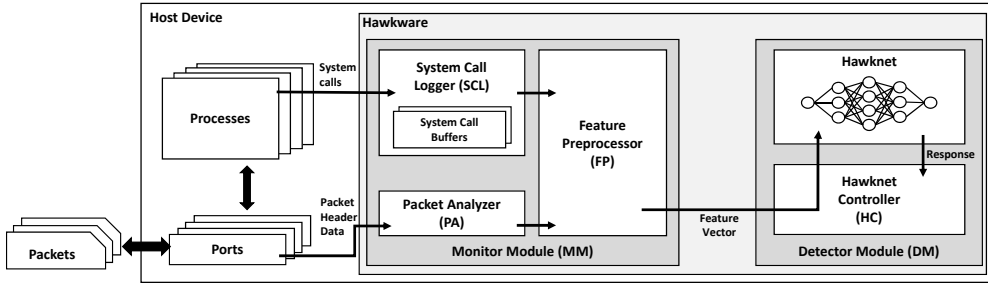 Host Device
Hawkware
Processes
System
calls
System Call
Logger (SCL)
System Call
Buffers
Feature
Preprocessor
(FP)
Hawknet
Response
Hawknet
Controller
(HC)
Packet
Header
Data
Packet Analyzer
(PA)
Feature
Vector
Packets
Ports
Monitor Module (MM)
Detector Module (DM)